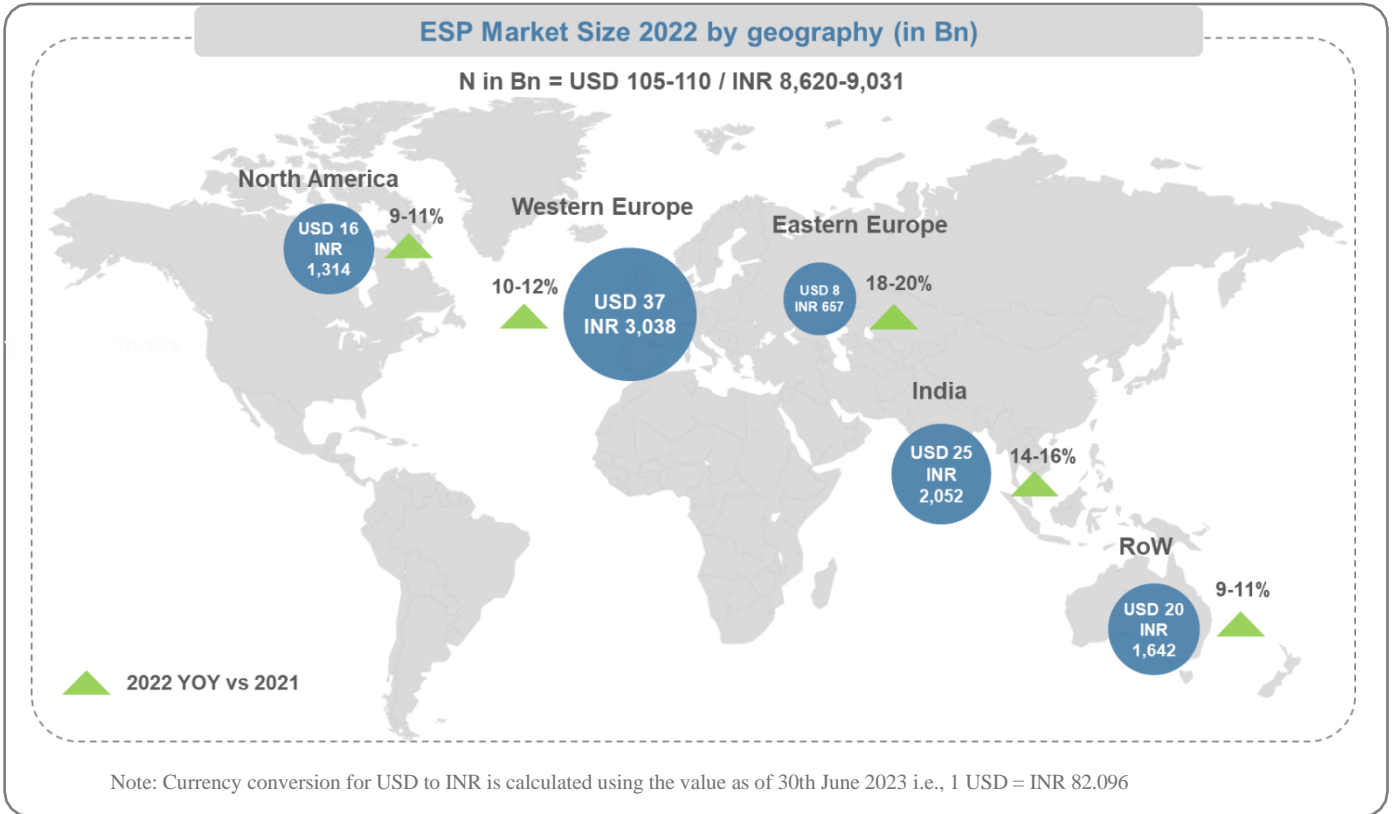 ESP Market Size 2022 by geography (in Bn)
N in Bn = USD 105-110 / INR 8,620-9,031
North America
USD 16
INR
1,314
9-11%
Western Europe
10-12%
USD 37
INR 3,038
Eastern Europe
USD 8
INR 657
18-20%
India
USD 25
INR
2,052
14-16%
RoW
USD 20
INR
1,642
9-11%
2022 YOY vs 2021
Note: Currency conversion for USD to INR is calculated using the value as of 30th June 2023 i.e., 1 USD = INR 82.096